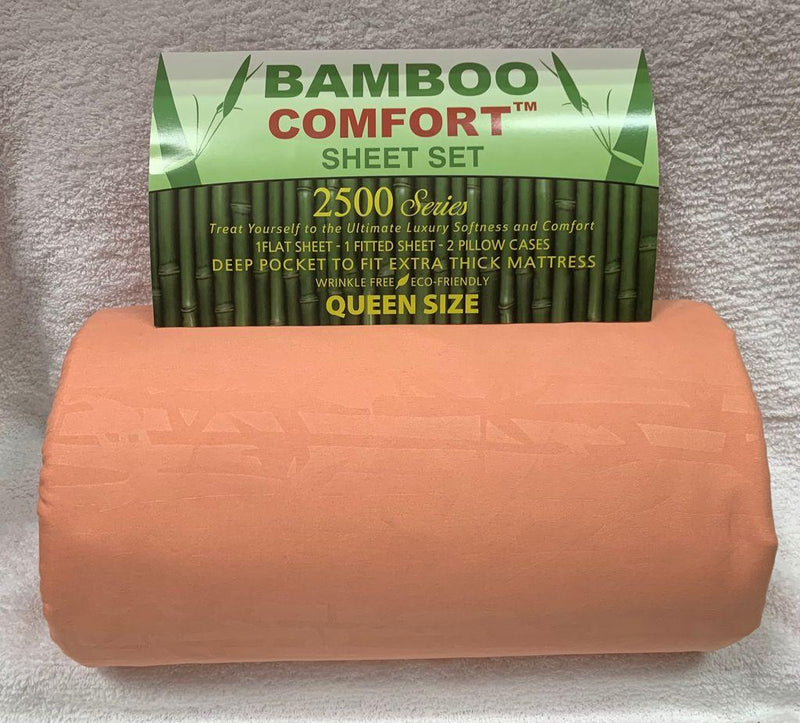 BAMBOO
COMFORT™
SHEET SET
2500 Series
Treat Yourself to the Ultimate Luxury Softness and Comfort
1FLAT SHEET - 1 FITTED SHEET - 2 PILLOW CASES
DEEP POCKET TO FIT EXTRA THICK MATTRESS
WRINKLE FREE ECO-FRIENDLY
QUEEN SIZE